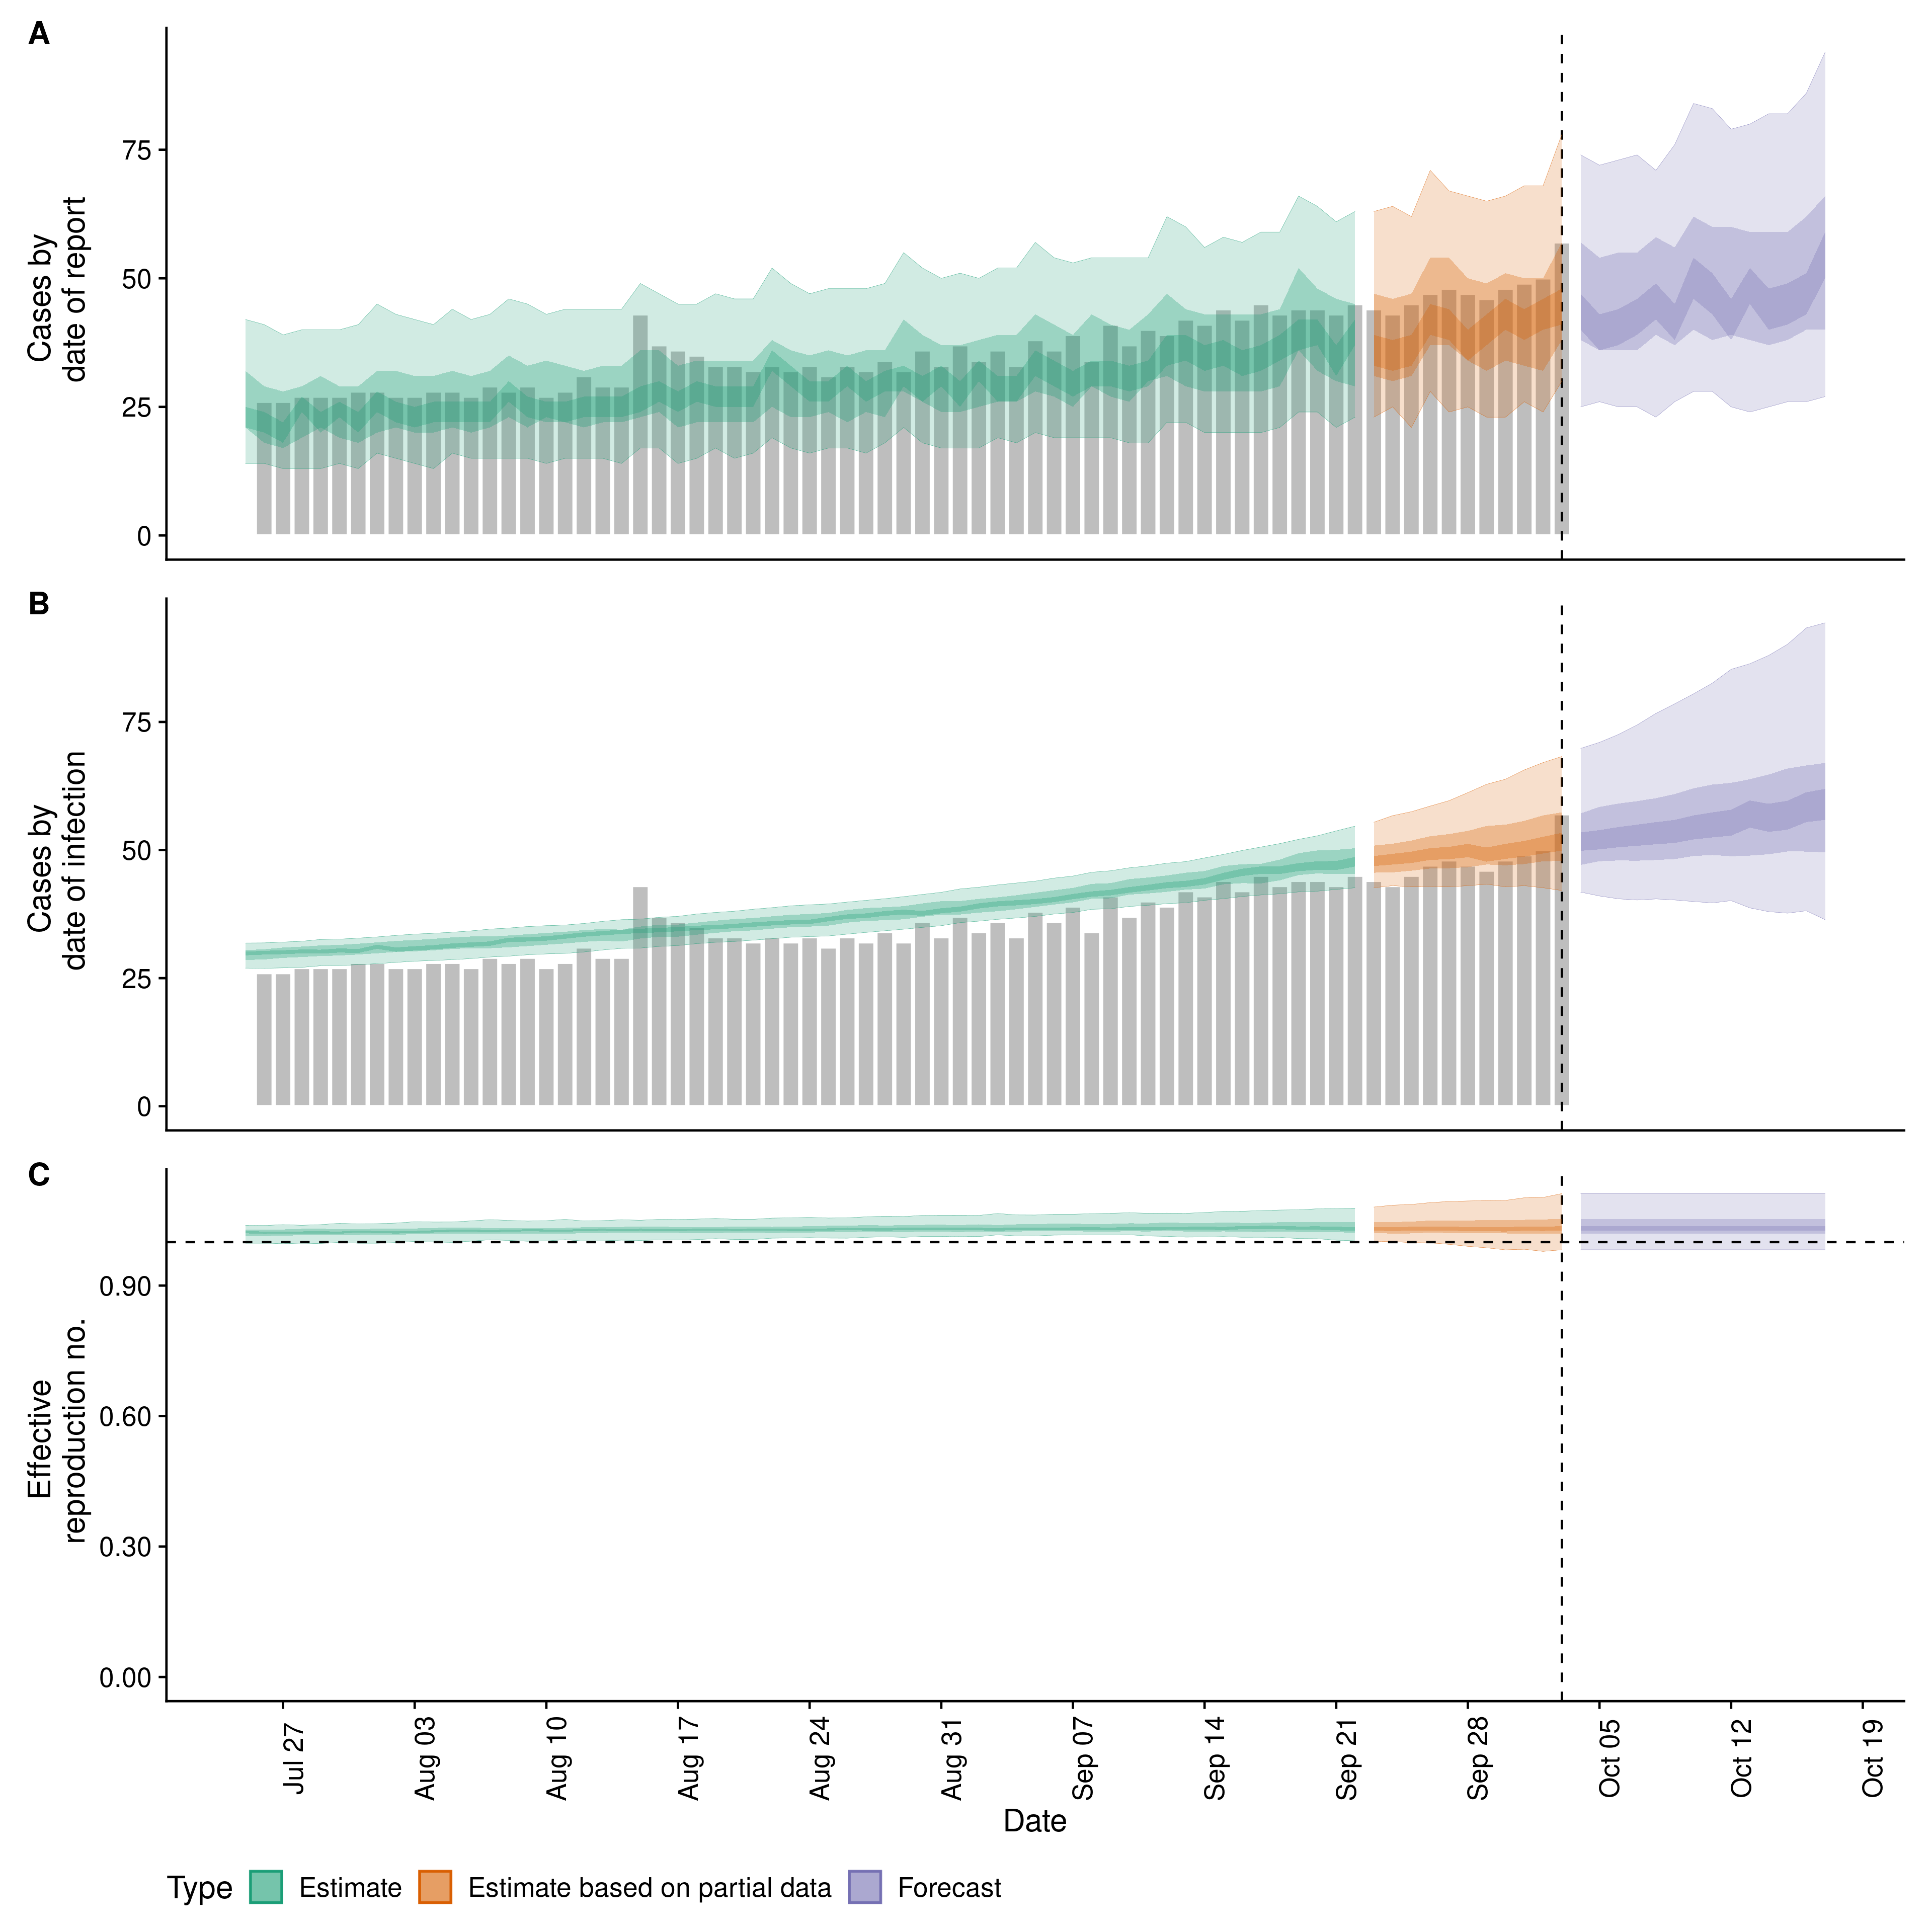 A
Cases by
date of report
75
50
25
0
B
Cases by
date of infection
75
50
25
0
C
Effective
reproduction no.
0.90
0.60
0.30
0.00
Jul 27
Aug 03
Aug 10
Aug 17
Aug 24
Aug 31
Sep 07
Sep 14
Sep 21
Sep 28
Oct 05
Oct 12
Oct 19
Date
Type Estimate Estimate based on partial data Forecast